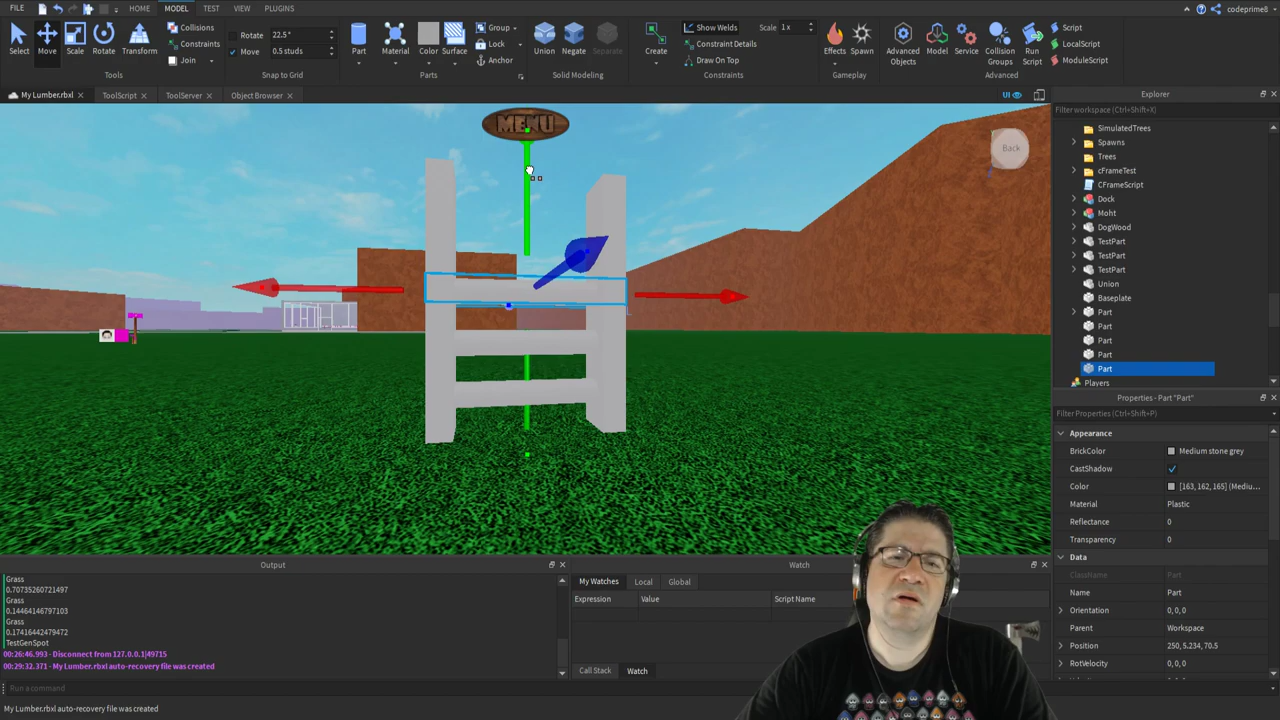 FILE HOME MODEL TEST VIEW PLUGINS codeprime8
Select Move Scale Rotate Transform
Collisions
Constraints
Join
Tools
Rotate 22.5°
Move 0.5 studs
Snap to Grid
Part Material Color Surface
Group
Lock
Anchor
Parts
Union Negate Separate
Solid Modeling
Create
Show Welds
Constraint Details
Draw On Top
Scale 1x
Constraints
Effects Spawn
Gameplay
Advanced Objects
Model Service
Collision Groups
Run Script
Script
LocalScript
ModuleScript
Advanced
My Lumber.rbxl ToolScript ToolServer Object Browser UI
MENU
Back
Explorer
Filter workspace (Ctrl+Shift+X)
SimulatedTrees
Spawns
Trees
cFrameTest
CFrameScript
Dock
Moht
DogWood
TestPart
TestPart
TestPart
Union
Baseplate
Part
Part
Part
Part
Part
Players
Properties - Part "Part"
Filter Properties (Ctrl+Shift+P)
Appearance
BrickColor Medium stone grey
CastShadow
Color [163, 162, 165] (Mediu...
Material Plastic
Reflectance 0
Transparency 0
Data
ClassName Part
Name Part
Orientation 0, 0, 0
Parent Workspace
Position 250, 5.234, 70.5
RotVelocity 0, 0, 0
Output
Grass
0.70735260721497
Grass
0.14464146797103
Grass
0.17416442479472
TestGenSpot
00:26:46.993 - Disconnect from 127.0.0.1|49715
00:29:32.371 - My Lumber.rbxl auto-recovery file was created
Watch
My Watches Local Global
Expression Value Script Name
Call Stack Watch
Run a command
My Lumber.rbxl auto-recovery file was created